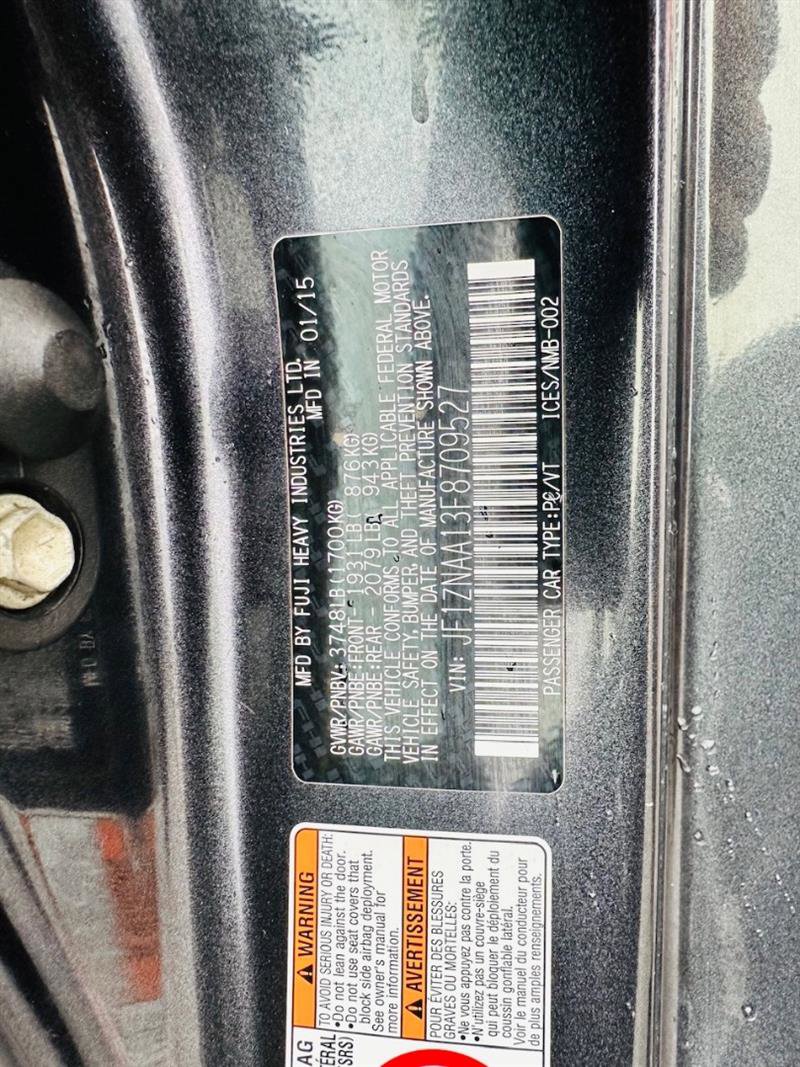 MFD BY FUJI HEAVY INDUSTRIES LTD.
MFD IN 01/15
GVWR/PNBV: 3748LB(1700KG)
GAWR/PNBE:FRONT- 1931LB( 876KG)
GAWR/PNBE:REAR 2079LB( 943KG)
THIS VEHICLE CONFORMS TO ALL APPLICABLE FEDERAL MOTOR
VEHICLE SAFETY, BUMPER, AND THEFT PREVENTION STANDARDS
IN EFFECT ON THE DATE OF MANUFACTURE SHOWN ABOVE.
VIN: JF1ZNAA13F8709527
PASSENGER CAR TYPE:PC/VT ICES/NMB-002
WARNING
TO AVOID SERIOUS INJURY OR DEATH:
•Do not lean against the door.
•Do not use seat covers that
block side airbag deployment.
See owner's manual for
more information.
AVERTISSEMENT
POUR ÉVITER DES BLESSURES
GRAVES OU MORTELLES:
•Ne vous appuyez pas contre la porte.
•N'utilisez pas un couvre-siège
qui peut bloquer le déploiement du
coussin gonflable latéral.
Voir le manuel du conducteur pour
de plus amples renseignements.
AG
ÉRAL
SRS)